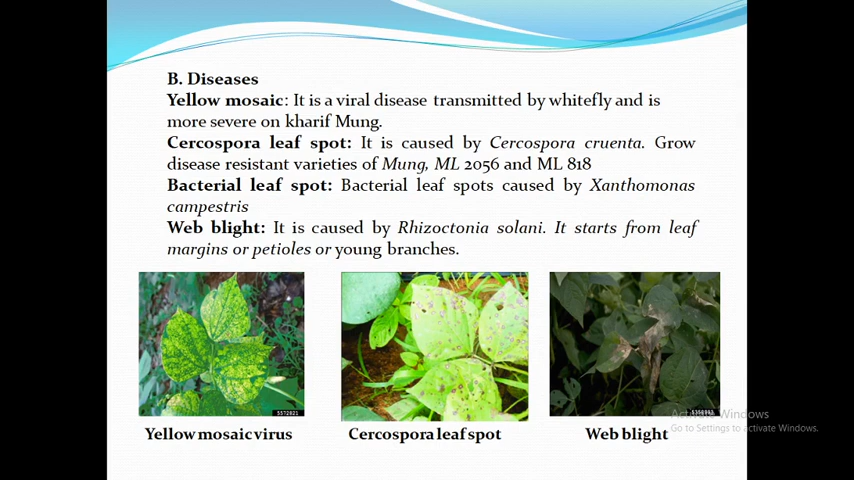 B. Diseases
Yellow mosaic: It is a viral disease transmitted by whitefly and is
more severe on kharif Mung.
Cercospora leaf spot: It is caused by Cercospora cruenta. Grow
disease resistant varieties of Mung, ML 2056 and ML 818
Bacterial leaf spot: Bacterial leaf spots caused by Xanthomonas
campestris
Web blight: It is caused by Rhizoctonia solani. It starts from leaf
margins or petioles or young branches.
5572821
Yellow mosaic virus
Cercospora leaf spot
Web blight
Activate Windows
Go to Settings to activate Windows.